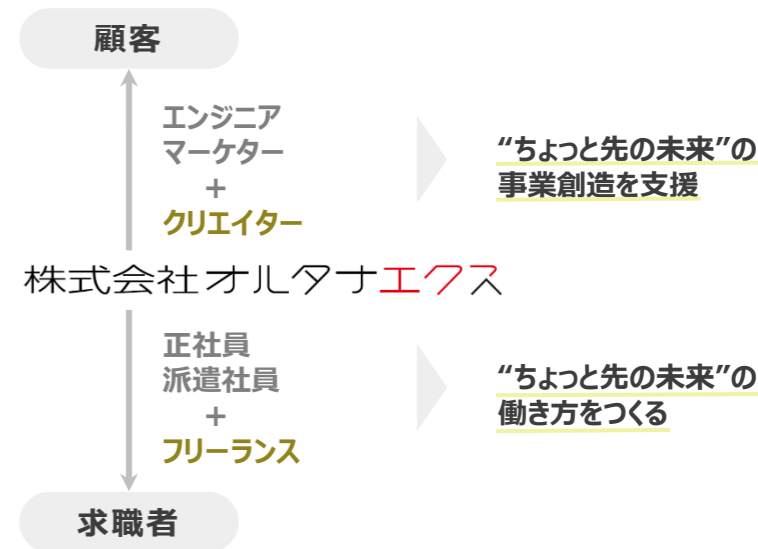 顧客
エンジニア
マーケター
+
クリエイター
“ちょっと先の未来”の
事業創造を支援
株式会社オルタナエクス
正社員
派遣社員
+
フリーランス
“ちょっと先の未来”の
働き方をつくる
求職者